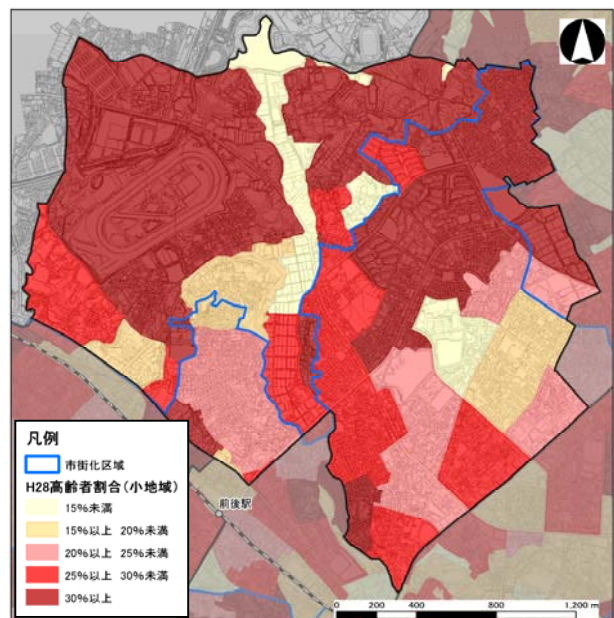 凡例
市街化区域
H28高齢者割合(小地域)
15%未満
15%以上 20%未満
20%以上 25%未満
25%以上 30%未満
30%以上
前後駅
0 200 400 800 1,200 m